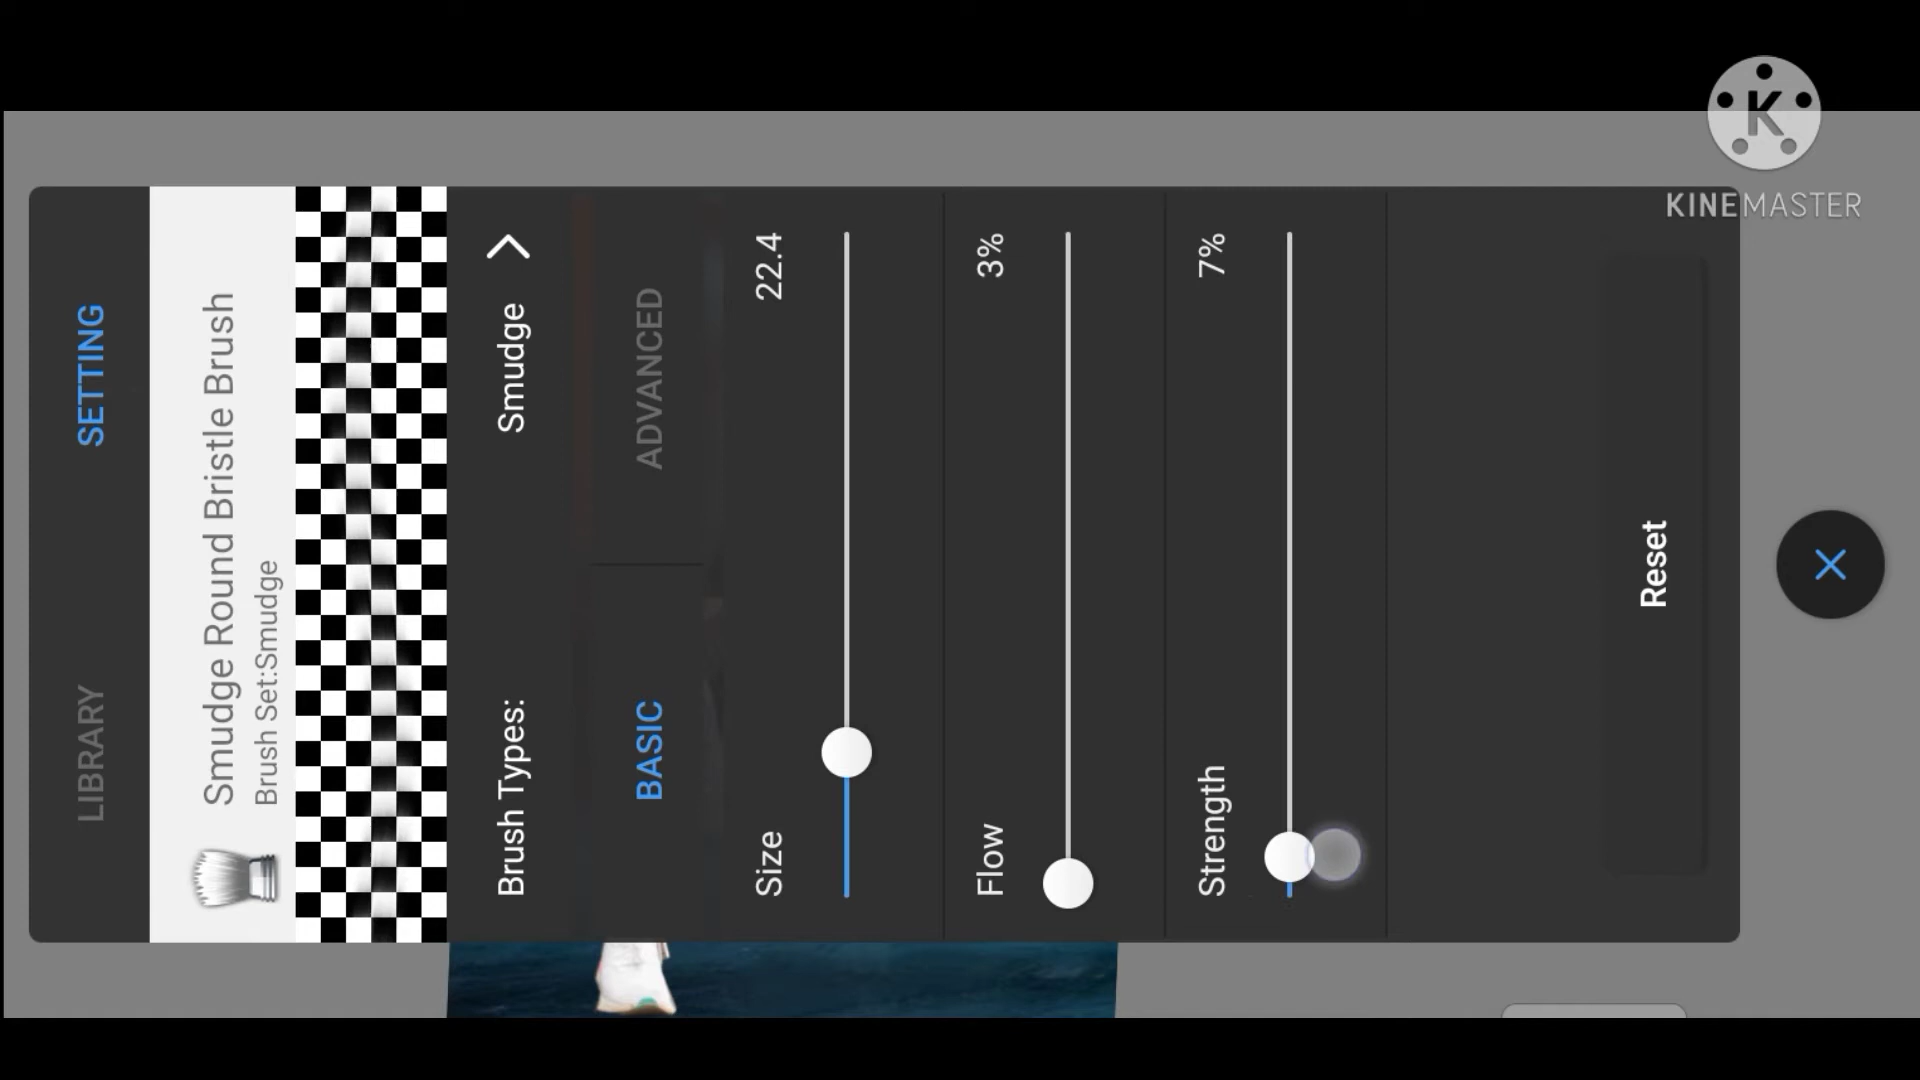 KINEMASTER
LIBRARY
SETTING
Smudge Round Bristle Brush
Brush Set:Smudge
Brush Types:
Smudge
BASIC
ADVANCED
Size
22.4
Flow
3%
Strength
7%
Reset